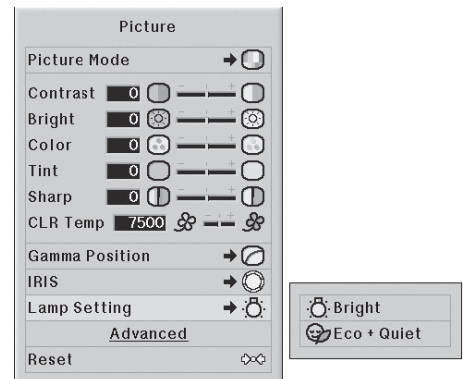 Picture
Picture Mode
Contrast 0
Bright 0
Color 0
Tint 0
Sharp 0
CLR Temp 7500
Gamma Position
IRIS
Lamp Setting
Bright
Eco + Quiet
Advanced
Reset